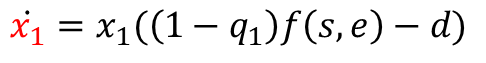 ẋ₁ = x₁((1 − q₁)f(s, e) − d)